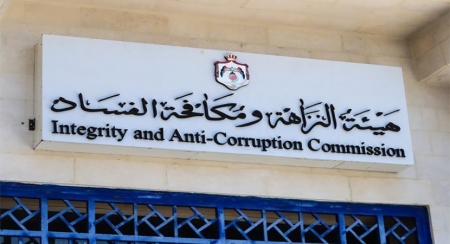 هيئة النزاهة ومكافحة الفساد
Integrity and Anti-Corruption Commission